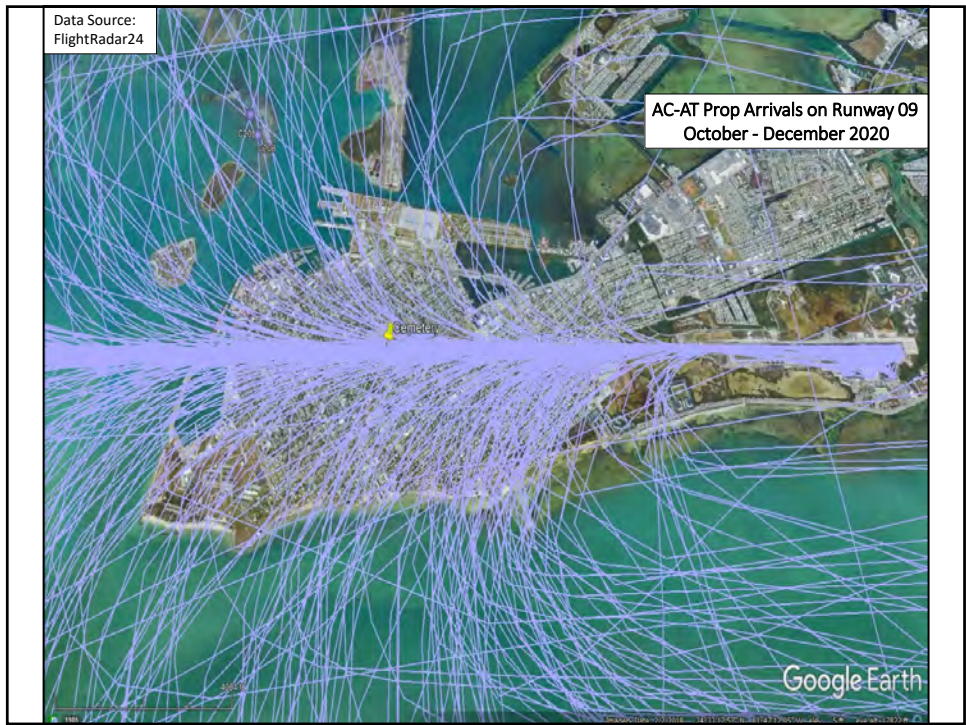 Data Source:
FlightRadar24
AC-AT Prop Arrivals on Runway 09
October - December 2020
Cemetery
Google Earth